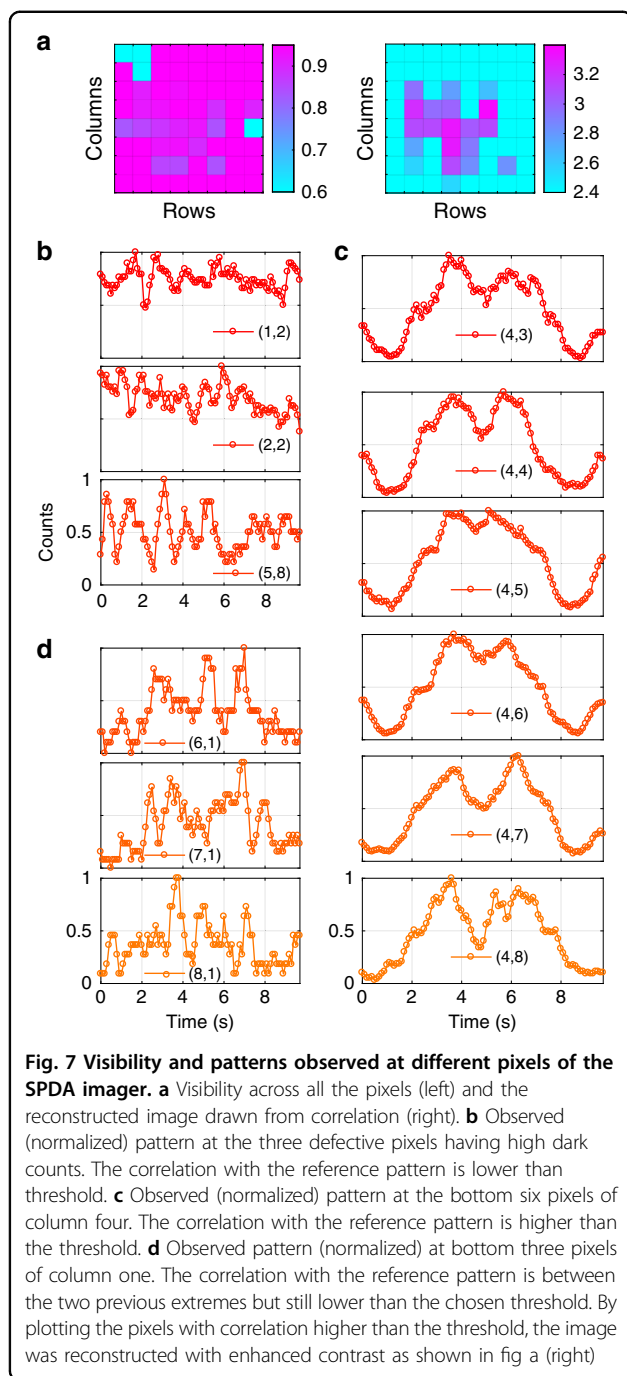 a
Columns
Rows
0.9
0.8
0.7
0.6
Columns
Rows
3.4
3.2
3
2.8
2.6
2.4
b
(1,2)
(2,2)
1
0.5
0
Counts
(5,8)
0 2 4 6 8
c
(4,3)
(4,4)
(4,5)
(4,6)
(4,7)
1
0.5
0
(4,8)
0 2 4 6 8
Time (s)
d
(6,1)
(7,1)
1
0.5
0
(8,1)
0 2 4 6 8
Time (s)
Fig. 7 Visibility and patterns observed at different pixels of the
SPDA imager. a Visibility across all the pixels (left) and the
reconstructed image drawn from correlation (right). b Observed
(normalized) pattern at the three defective pixels having high dark
counts. The correlation with the reference pattern is lower than
threshold. c Observed (normalized) pattern at the bottom six pixels of
column four. The correlation with the reference pattern is higher than
the threshold. d Observed pattern (normalized) at bottom three pixels
of column one. The correlation with the reference pattern is between
the two previous extremes but still lower than the chosen threshold. By
plotting the pixels with correlation higher than the threshold, the image
was reconstructed with enhanced contrast as shown in fig a (right)